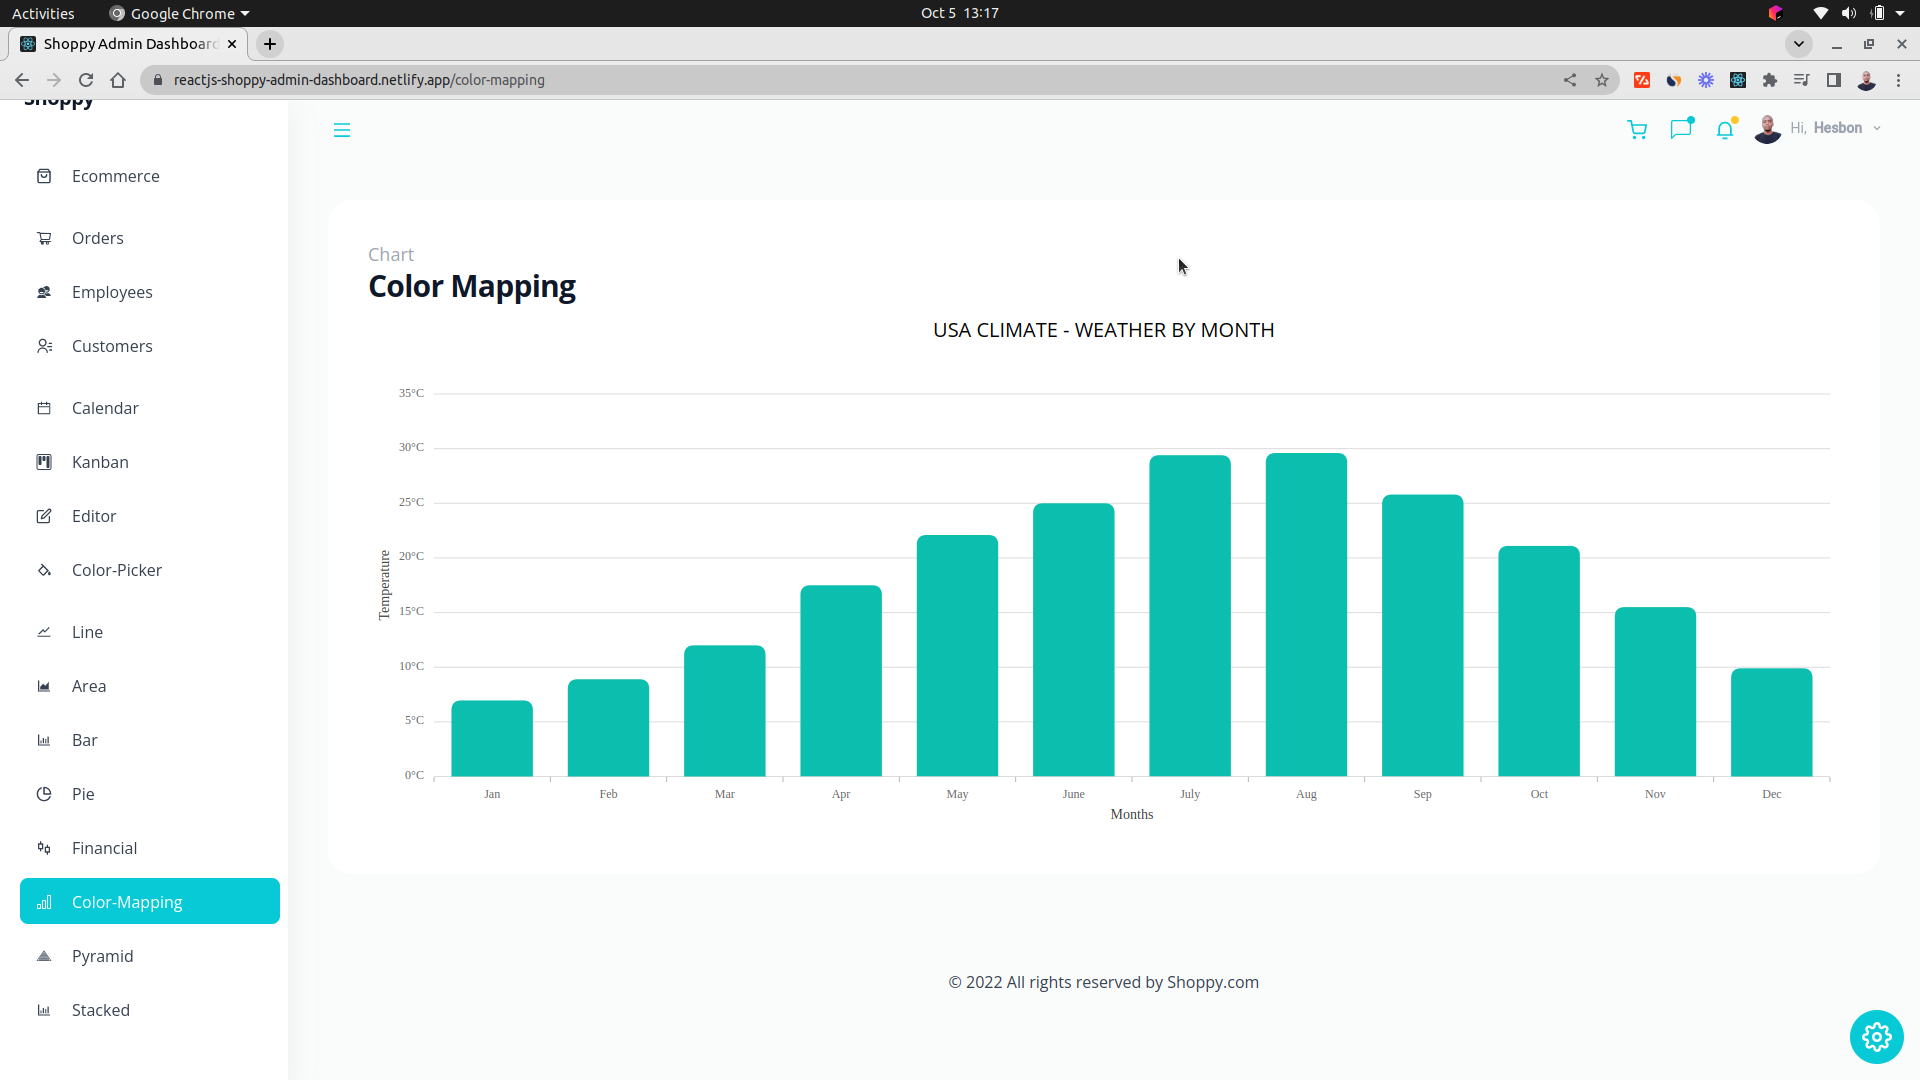 Activities
Google Chrome
Oct 5 13:17
Shoppy Admin Dashboard
reactjs-shoppy-admin-dashboard.netlify.app/color-mapping
Shoppy
Hi, Hesbon
Ecommerce
Orders
Employees
Customers
Calendar
Kanban
Editor
Color-Picker
Line
Area
Bar
Pie
Financial
Color-Mapping
Pyramid
Stacked
Chart
Color Mapping
USA CLIMATE - WEATHER BY MONTH
35°C
30°C
25°C
20°C
15°C
10°C
5°C
0°C
Temperature
Jan Feb Mar Apr May June July Aug Sep Oct Nov Dec
Months
© 2022 All rights reserved by Shoppy.com